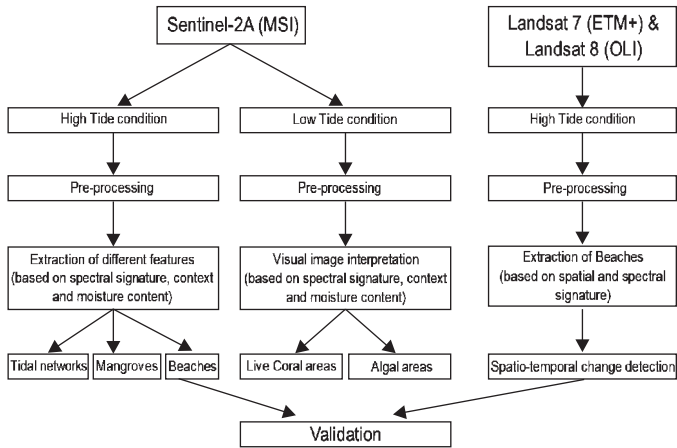 Sentinel-2A (MSI)
Landsat 7 (ETM+) &
Landsat 8 (OLI)
High Tide condition
Low Tide condition
High Tide condition
Pre-processing
Pre-processing
Pre-processing
Extraction of different features
(based on spectral signature, context
and moisture content)
Visual image interpretation
(based on spectral signature, context
and moisture content)
Extraction of Beaches
(based on spatial and spectral
signature)
Tidal networks
Mangroves
Beaches
Live Coral areas
Algal areas
Spatio-temporal change detection
Validation